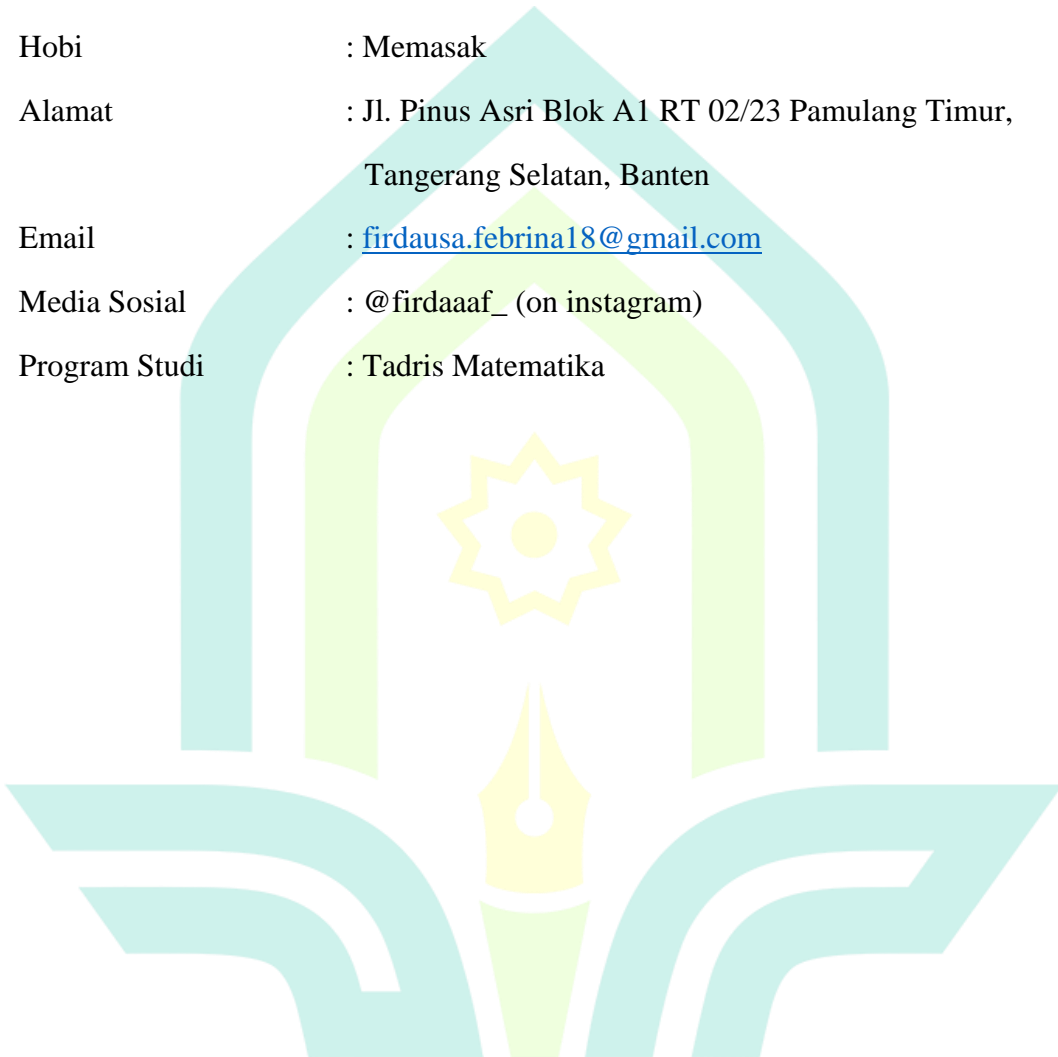 Hobi : Memasak
Alamat : Jl. Pinus Asri Blok A1 RT 02/23 Pamulang Timur,
Tangerang Selatan, Banten
Email : firdausa.febrina18@gmail.com
Media Sosial : @firdaaaf_ (on instagram)
Program Studi : Tadris Matematika